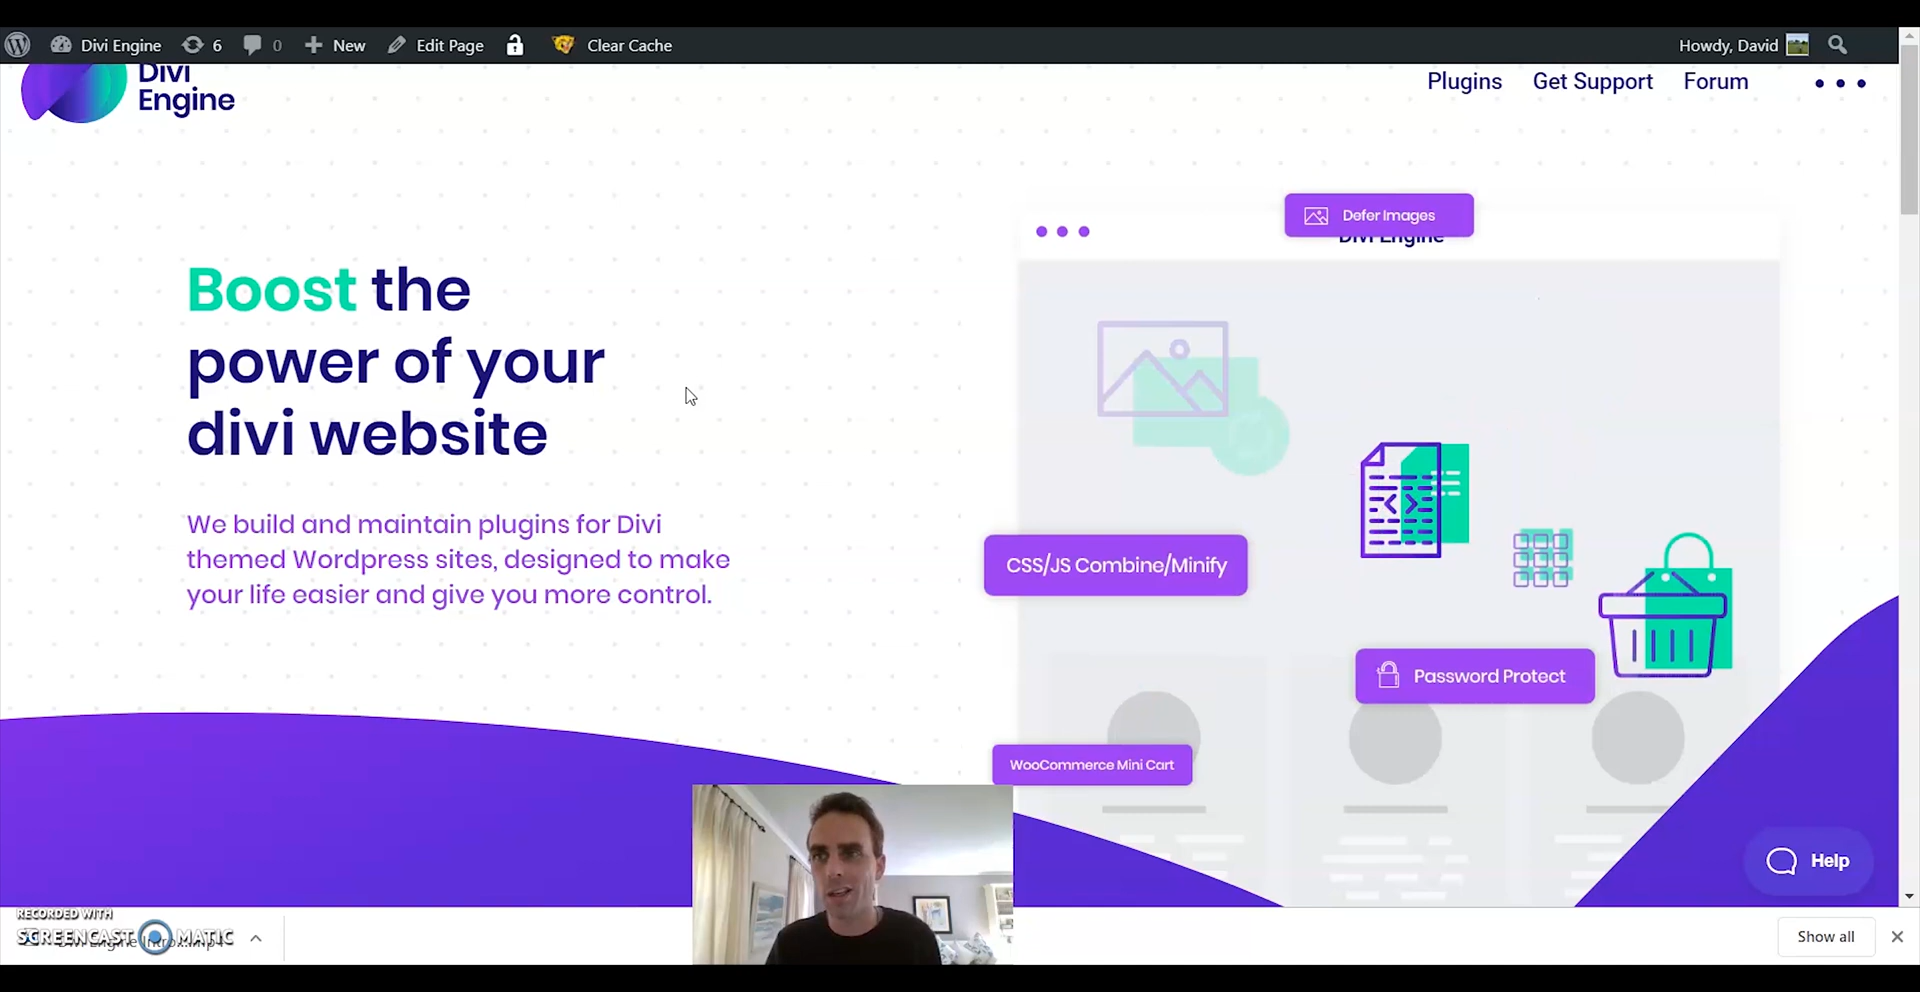 Divi Engine 6 0 New Edit Page Clear Cache Howdy, David
Divi
Engine
Plugins Get Support Forum
Defer Images
Divi Engine
Boost the
power of your
divi website
We build and maintain plugins for Divi
themed Wordpress sites, designed to make
your life easier and give you more control.
CSS/JS Combine/Minify
Password Protect
WooCommerce Mini Cart
Help
RECORDED WITH
SCREENCAST MATIC
Show all